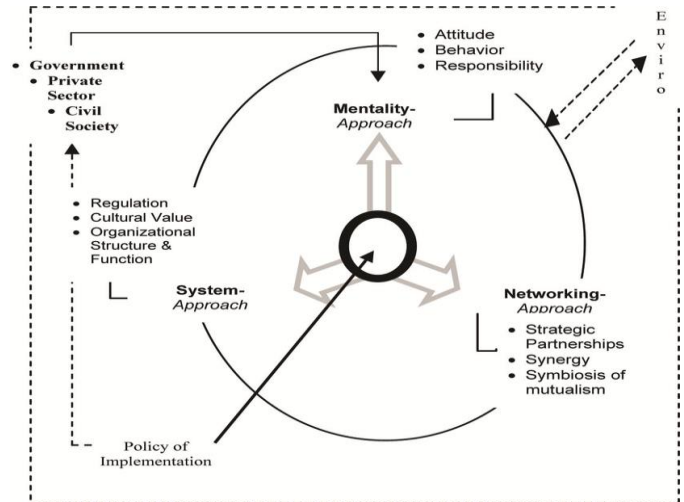 E
n
v
i
r
o
• Attitude
• Behavior
• Responsibility
• Government
• Private
Sector
• Civil
Society
Mentality-
Approach
• Regulation
• Cultural Value
• Organizational
Structure &
Function
System-
Approach
Networking-
Approach
• Strategic
Partnerships
• Synergy
• Symbiosis of
mutualism
Policy of
Implementation